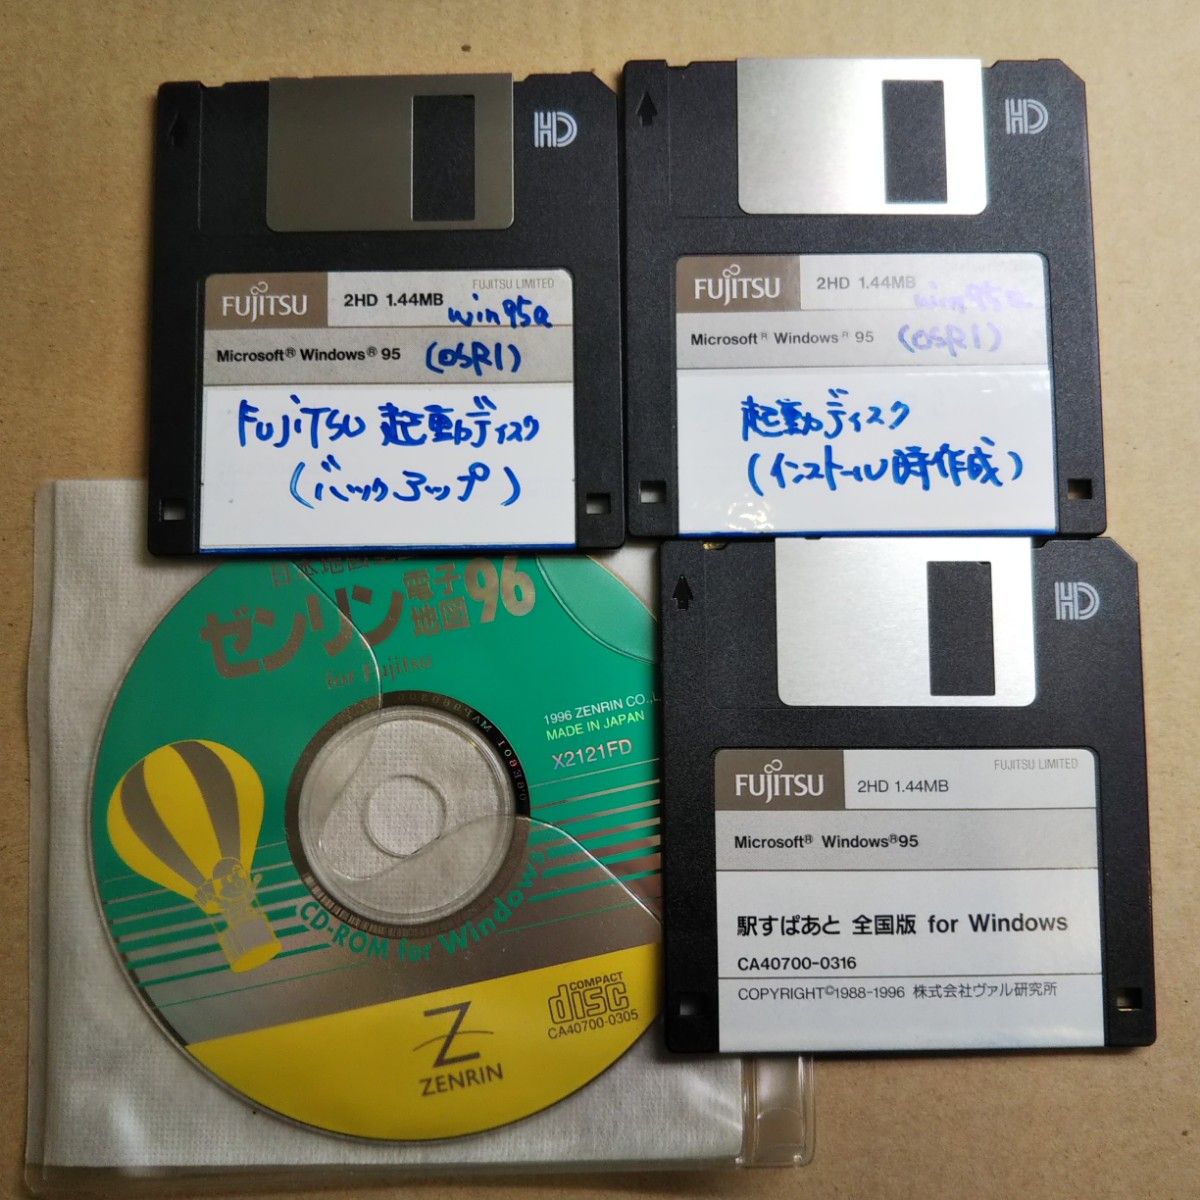 HD
FUJITSU
2HD 1.44MB
FUJITSU LIMITED
win95a
Microsoft® Windows® 95
(OSR1)
FUJITSU 起動ディスク
(バックアップ)
HD
FUJITSU
2HD 1.44MB
win95a
Microsoft® Windows® 95
(OSR1)
起動ディスク
(インストール時作成)
HD
FUJITSU
2HD 1.44MB
FUJITSU LIMITED
Microsoft® Windows®95
駅すぱあと 全国版 for Windows
CA40700-0316
COPYRIGHT©1988-1996 株式会社ヴァル研究所
ゼンリン電子地図96
for Fujitsu
1996 ZENRIN CO.,
MADE IN JAPAN
X2121FD
CD-ROM for Windows
COMPACT
disc
CA40700-0305
Z
ZENRIN